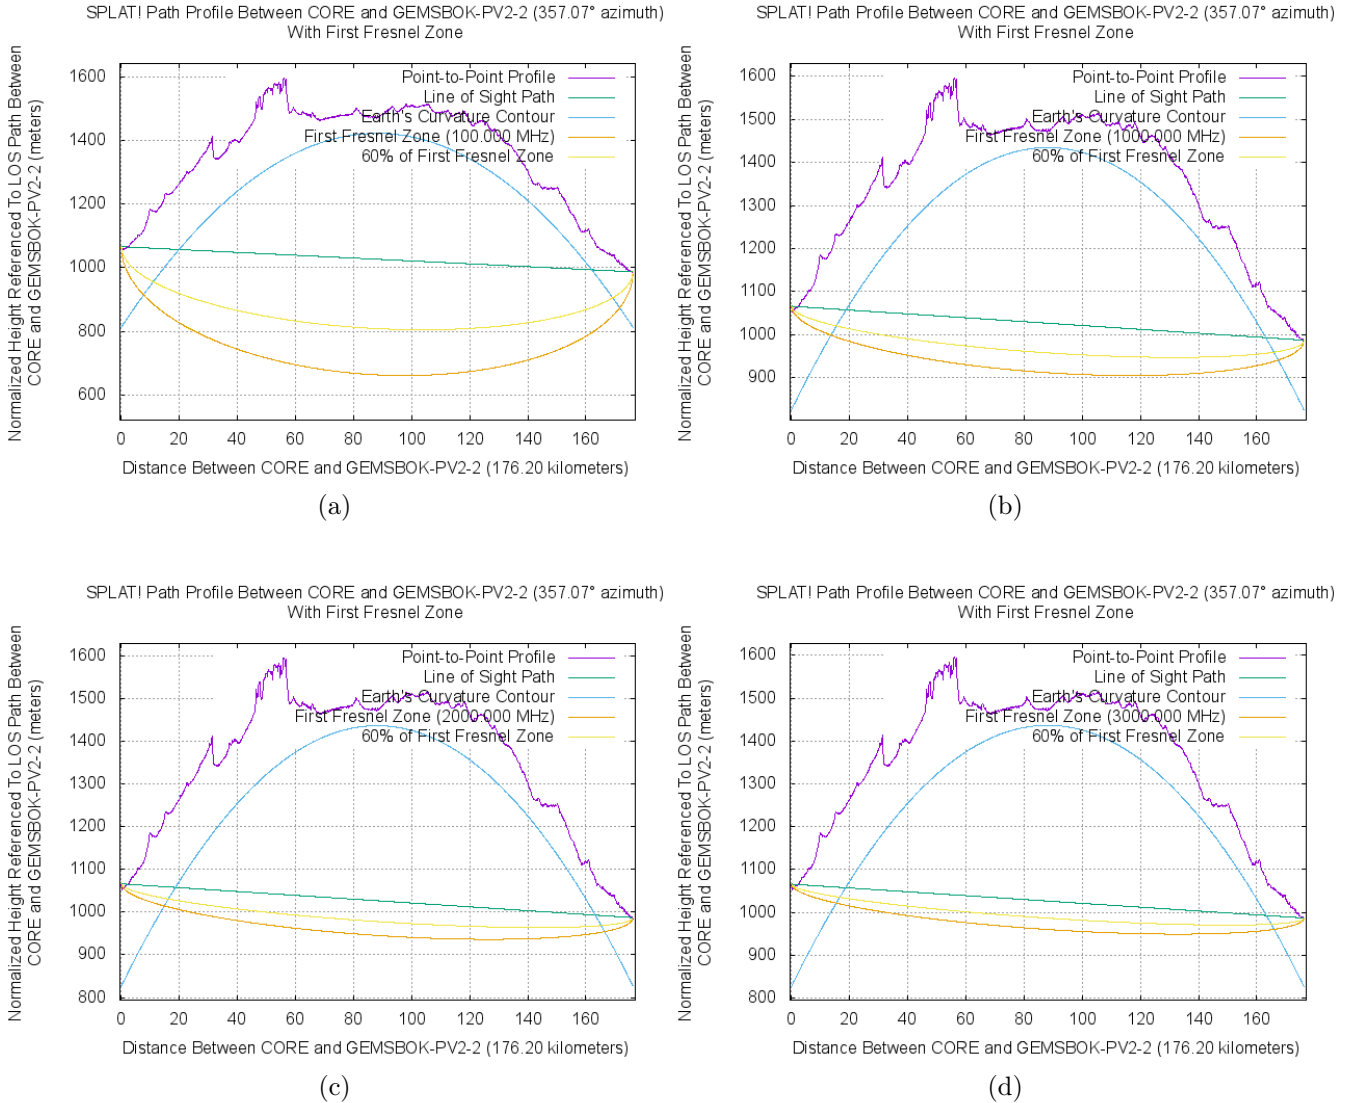 SPLAT! Path Profile Between CORE and GEMSBOK-PV2-2 (357.07° azimuth)
With First Fresnel Zone
Normalized Height Referenced To LOS Path Between
CORE and GEMSBOK-PV2-2 (meters)
1600
1400
1200
1000
800
600
Point-to-Point Profile
Line of Sight Path
Earth's Curvature Contour
First Fresnel Zone (100.000 MHz)
60% of First Fresnel Zone
0 20 40 60 80 100 120 140 160
Distance Between CORE and GEMSBOK-PV2-2 (176.20 kilometers)
(a)
SPLAT! Path Profile Between CORE and GEMSBOK-PV2-2 (357.07° azimuth)
With First Fresnel Zone
Normalized Height Referenced To LOS Path Between
CORE and GEMSBOK-PV2-2 (meters)
1600
1500
1400
1300
1200
1100
1000
900
Point-to-Point Profile
Line of Sight Path
Earth's Curvature Contour
First Fresnel Zone (1000.000 MHz)
60% of First Fresnel Zone
0 20 40 60 80 100 120 140 160
Distance Between CORE and GEMSBOK-PV2-2 (176.20 kilometers)
(b)
SPLAT! Path Profile Between CORE and GEMSBOK-PV2-2 (357.07° azimuth)
With First Fresnel Zone
Normalized Height Referenced To LOS Path Between
CORE and GEMSBOK-PV2-2 (meters)
1600
1500
1400
1300
1200
1100
1000
900
800
Point-to-Point Profile
Line of Sight Path
Earth's Curvature Contour
First Fresnel Zone (2000.000 MHz)
60% of First Fresnel Zone
0 20 40 60 80 100 120 140 160
Distance Between CORE and GEMSBOK-PV2-2 (176.20 kilometers)
(c)
SPLAT! Path Profile Between CORE and GEMSBOK-PV2-2 (357.07° azimuth)
With First Fresnel Zone
Normalized Height Referenced To LOS Path Between
CORE and GEMSBOK-PV2-2 (meters)
1600
1500
1400
1300
1200
1100
1000
900
800
Point-to-Point Profile
Line of Sight Path
Earth's Curvature Contour
First Fresnel Zone (3000.000 MHz)
60% of First Fresnel Zone
0 20 40 60 80 100 120 140 160
Distance Between CORE and GEMSBOK-PV2-2 (176.20 kilometers)
(d)